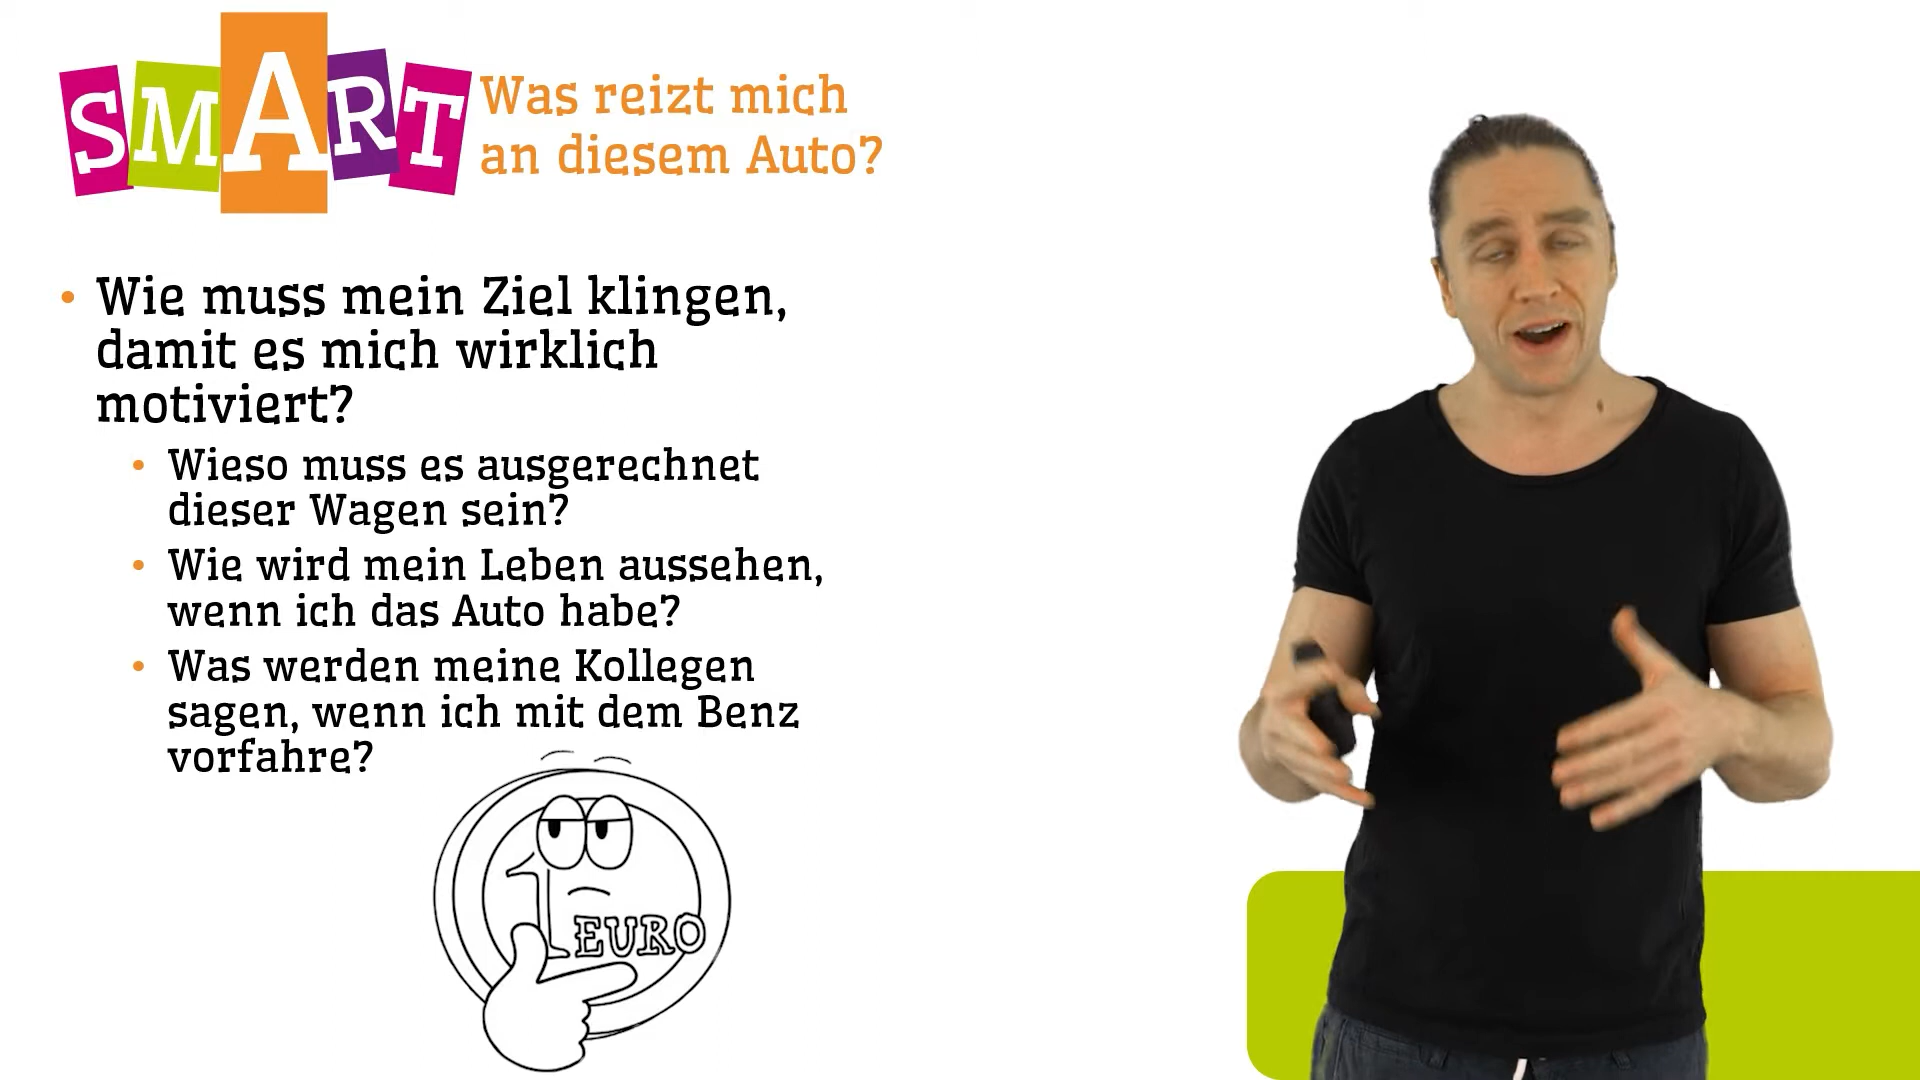 SMART
Was reizt mich
an diesem Auto?
• Wie muss mein Ziel klingen,
damit es mich wirklich
motiviert?
• Wieso muss es ausgerechnet
dieser Wagen sein?
• Wie wird mein Leben aussehen,
wenn ich das Auto habe?
• Was werden meine Kollegen
sagen, wenn ich mit dem Benz
vorfahre?
1 EURO